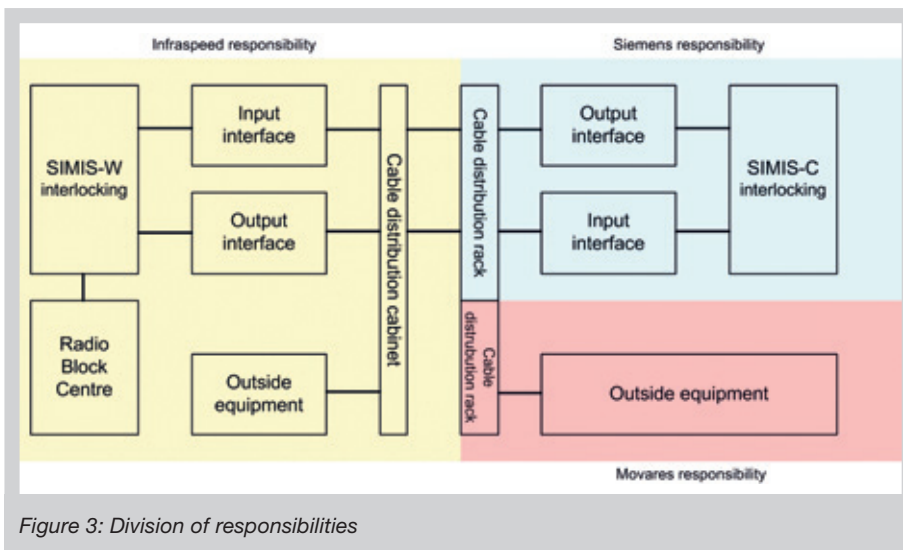 Infraspeed responsibility
Siemens responsibility
SIMIS-W
interlocking
Input
interface
Output
interface
Radio
Block
Centre
Outside
equipment
Cable distribution cabinet
Cable distribution rack
Cable
distrubution rack
Output
interface
Input
interface
SIMIS-C
interlocking
Outside equipment
Movares responsibility
Figure 3: Division of responsibilities